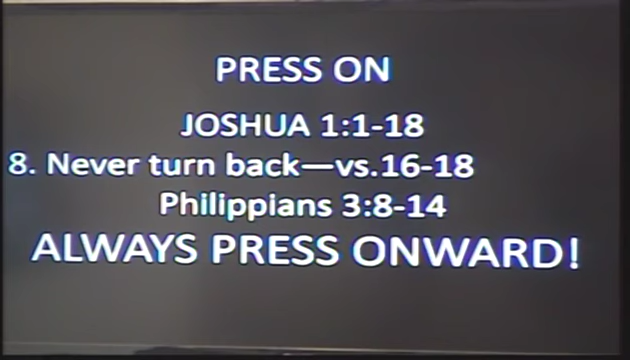 PRESS ON
JOSHUA 1:1-18
8. Never turn back—vs.16-18
Philippians 3:8-14
ALWAYS PRESS ONWARD!